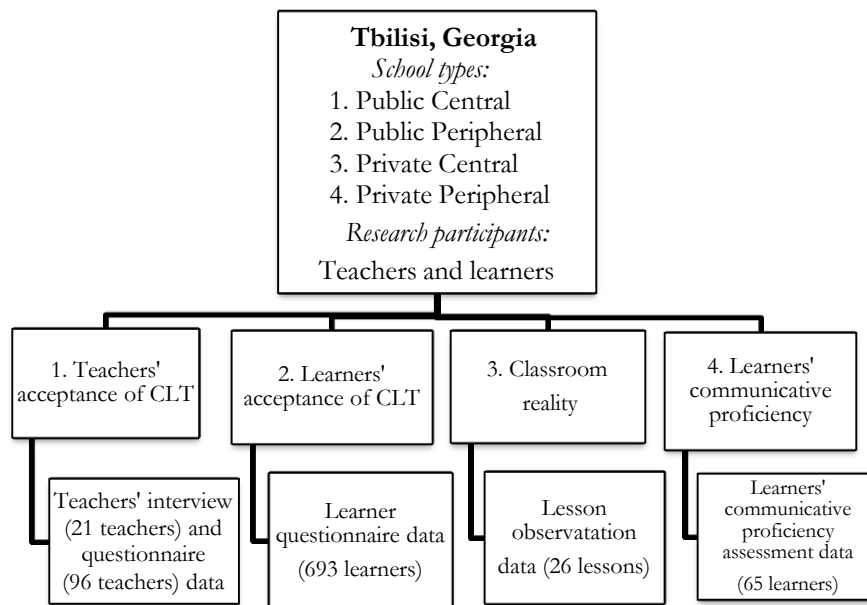 Tbilisi, Georgia
School types:
1. Public Central
2. Public Peripheral
3. Private Central
4. Private Peripheral
Research participants:
Teachers and learners
1. Teachers'
acceptance of CLT
2. Learners'
acceptance of CLT
3. Classroom
reality
4. Learners'
communicative
proficiency
Teachers' interview
(21 teachers) and
questionnaire
(96 teachers) data
Learner
questionnaire data
(693 learners)
Lesson
observatation
data (26 lessons)
Learners'
communicative
proficiency
assessment data
(65 learners)